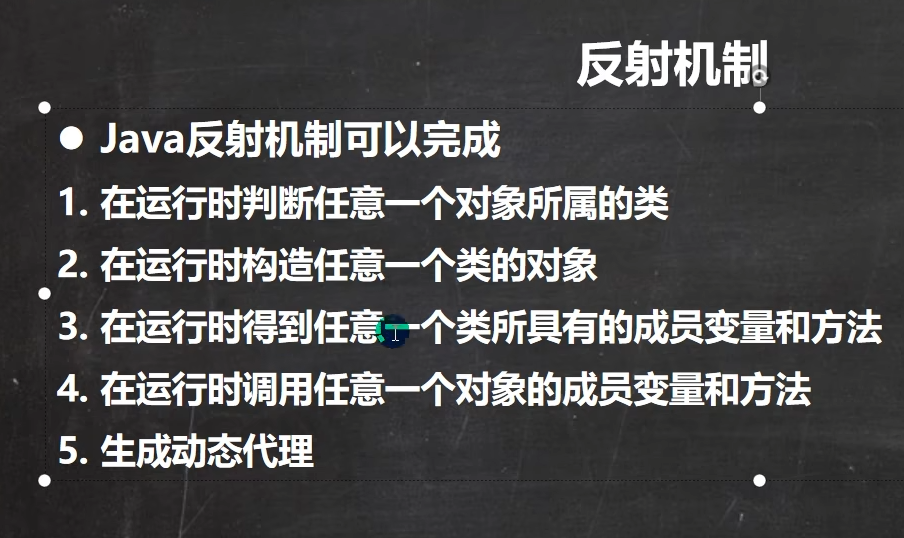 反射机制
● Java反射机制可以完成
1. 在运行时判断任意一个对象所属的类
2. 在运行时构造任意一个类的对象
3. 在运行时得到任意一个类所具有的成员变量和方法
4. 在运行时调用任意一个对象的成员变量和方法
5. 生成动态代理